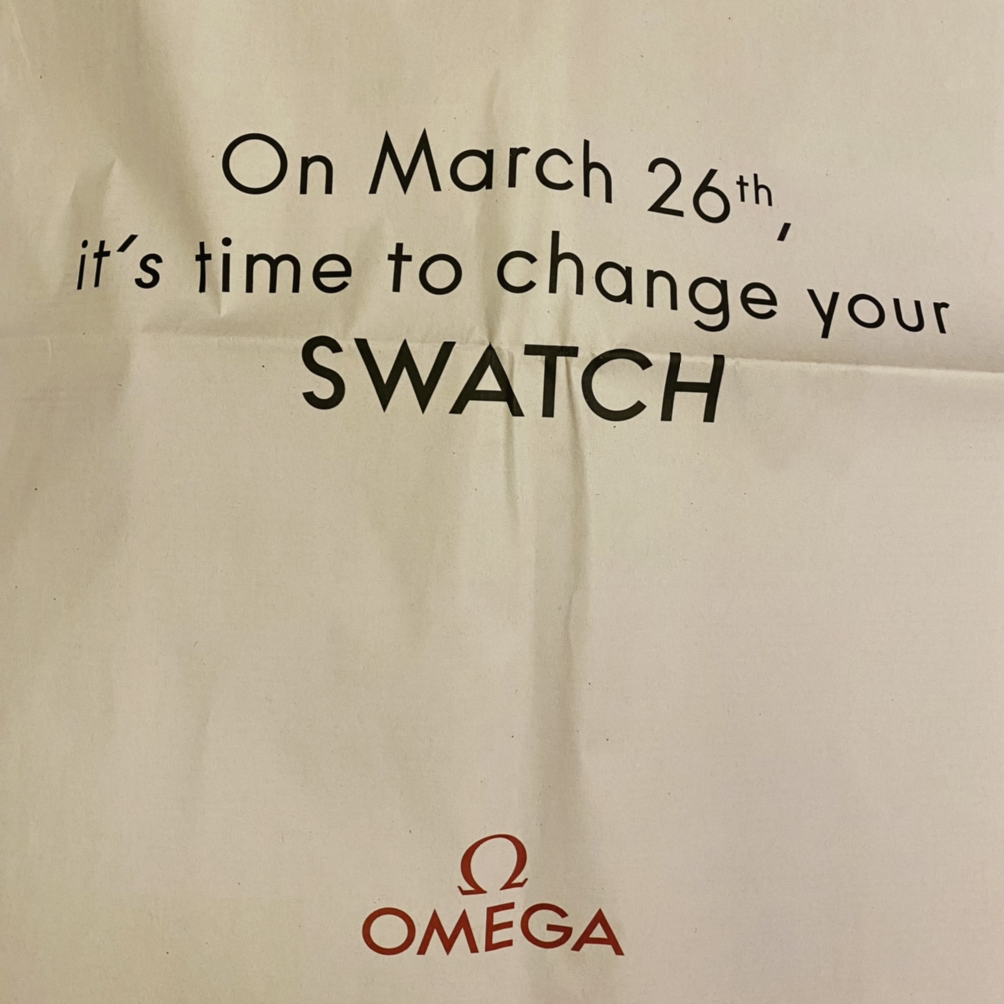 On March 26th,
it´s time to change your
SWATCH
Ω
OMEGA